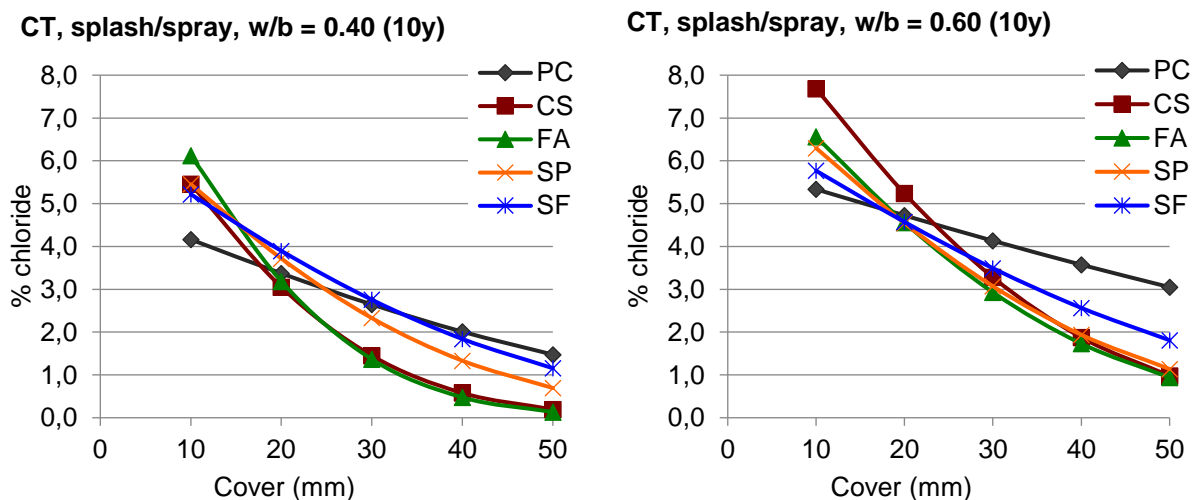 CT, splash/spray, w/b = 0.40 (10y)
% chloride
8,0
7,0
6,0
5,0
4,0
3,0
2,0
1,0
0,0
0
10
20
30
40
50
Cover (mm)
PC
CS
FA
SP
SF
CT, splash/spray, w/b = 0.60 (10y)
% chloride
8,0
7,0
6,0
5,0
4,0
3,0
2,0
1,0
0,0
0
10
20
30
40
50
Cover (mm)
PC
CS
FA
SP
SF